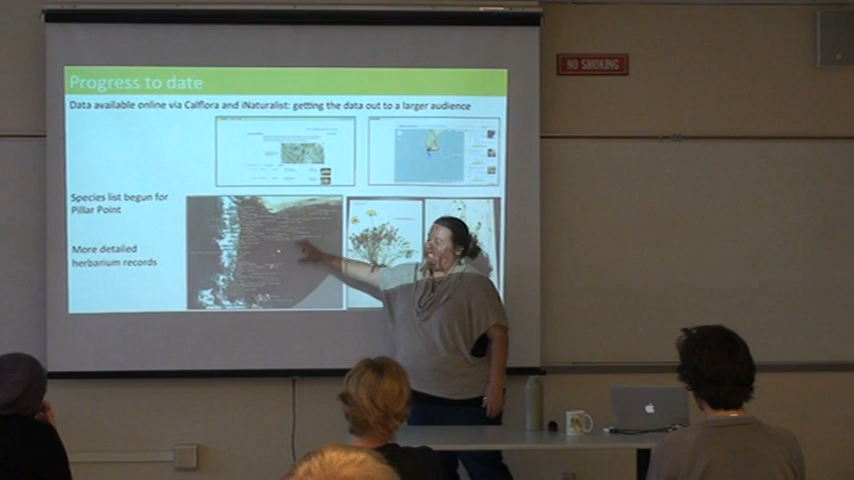 Progress to date
NO SMOKING
Data available online via Calflora and iNaturalist: getting the data out to a larger audience
Species list begun for
Pillar Point
More detailed
herbarium records